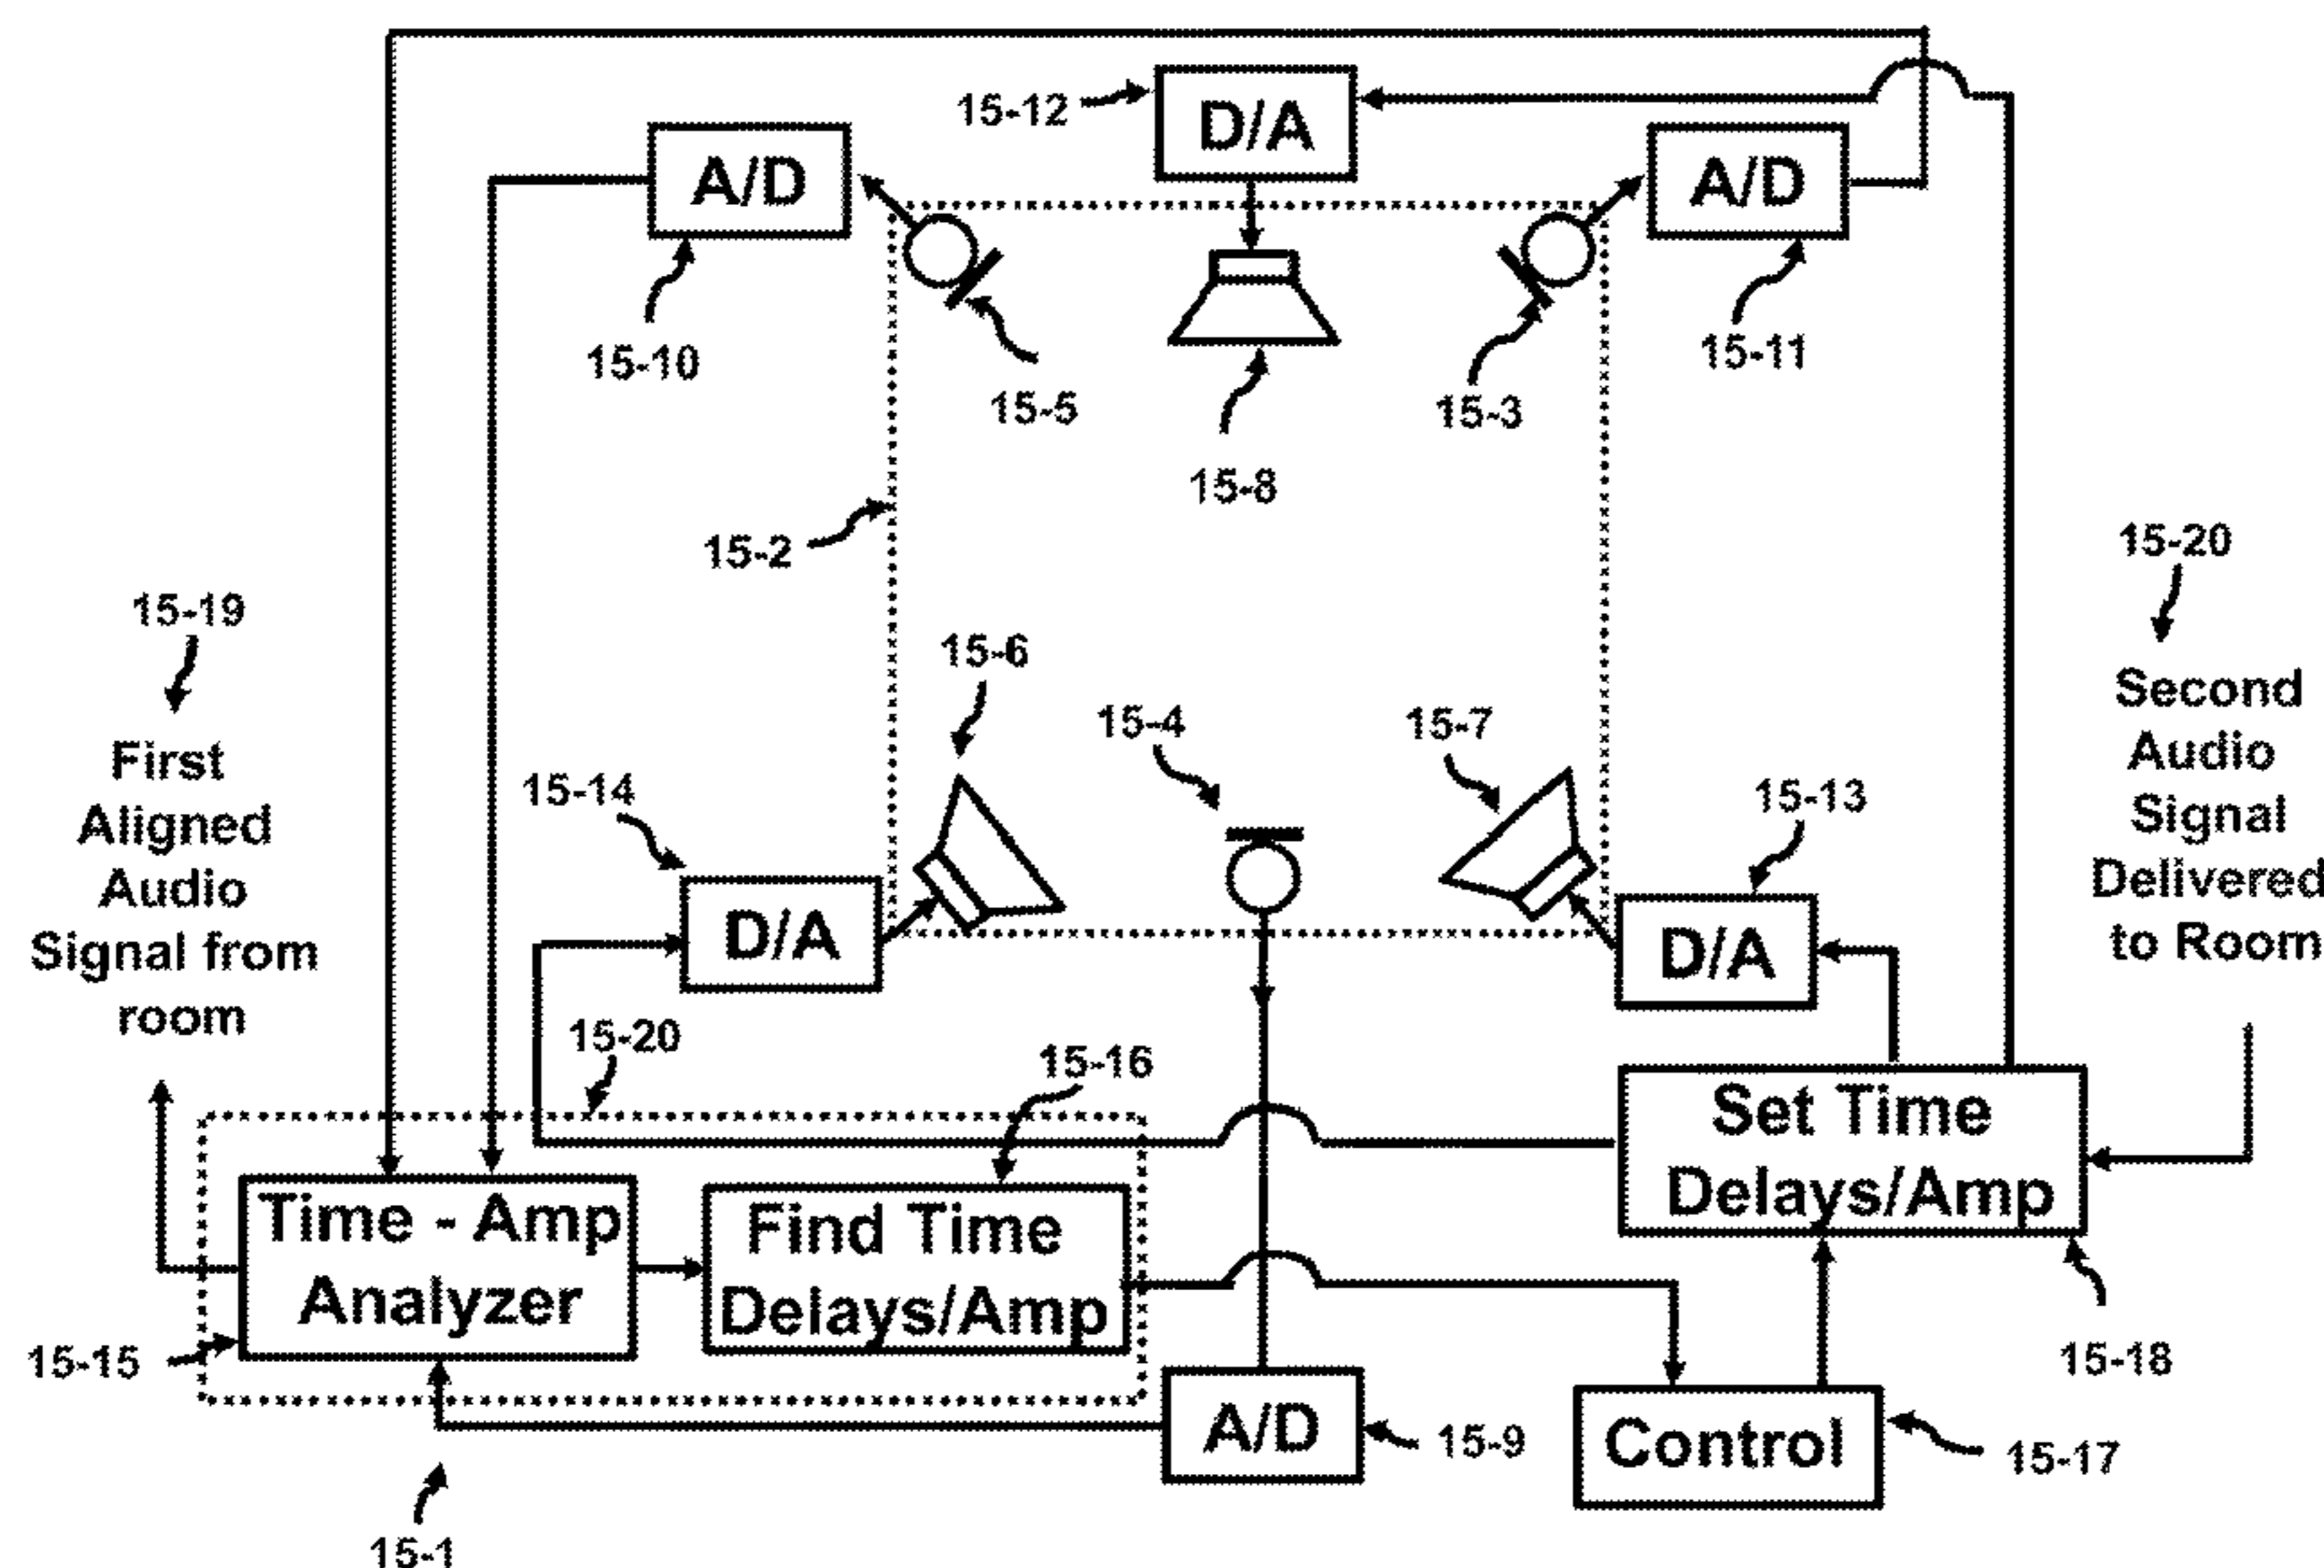 15-12
D/A
A/D
A/D
15-10
15-5
15-8
15-3
15-11
15-2
15-20
Second
Audio
Signal
Delivered
to Room
15-19
First
Aligned
Audio
Signal from
room
15-6
15-4
15-7
15-14
15-13
D/A
D/A
15-20
15-16
Set Time
Delays/Amp
Time - Amp
Analyzer
Find Time
Delays/Amp
15-15
15-18
A/D
15-9
Control
15-17
15-1